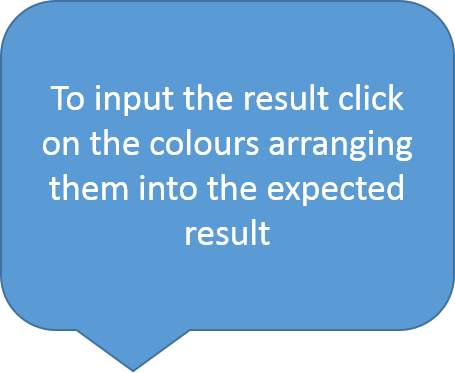 To input the result click
on the colours arranging
them into the expected
result